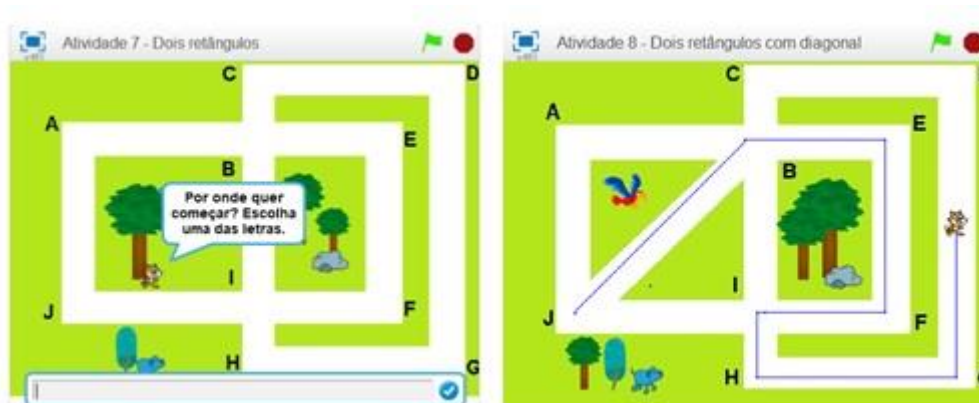 Atividade 7 - Dois retângulos
C
D
A
E
B
Por onde quer
começar? Escolha
uma das letras.
I
J
F
H
G
Atividade 8 - Dois retângulos com diagonal
C
A
E
B
I
J
F
H